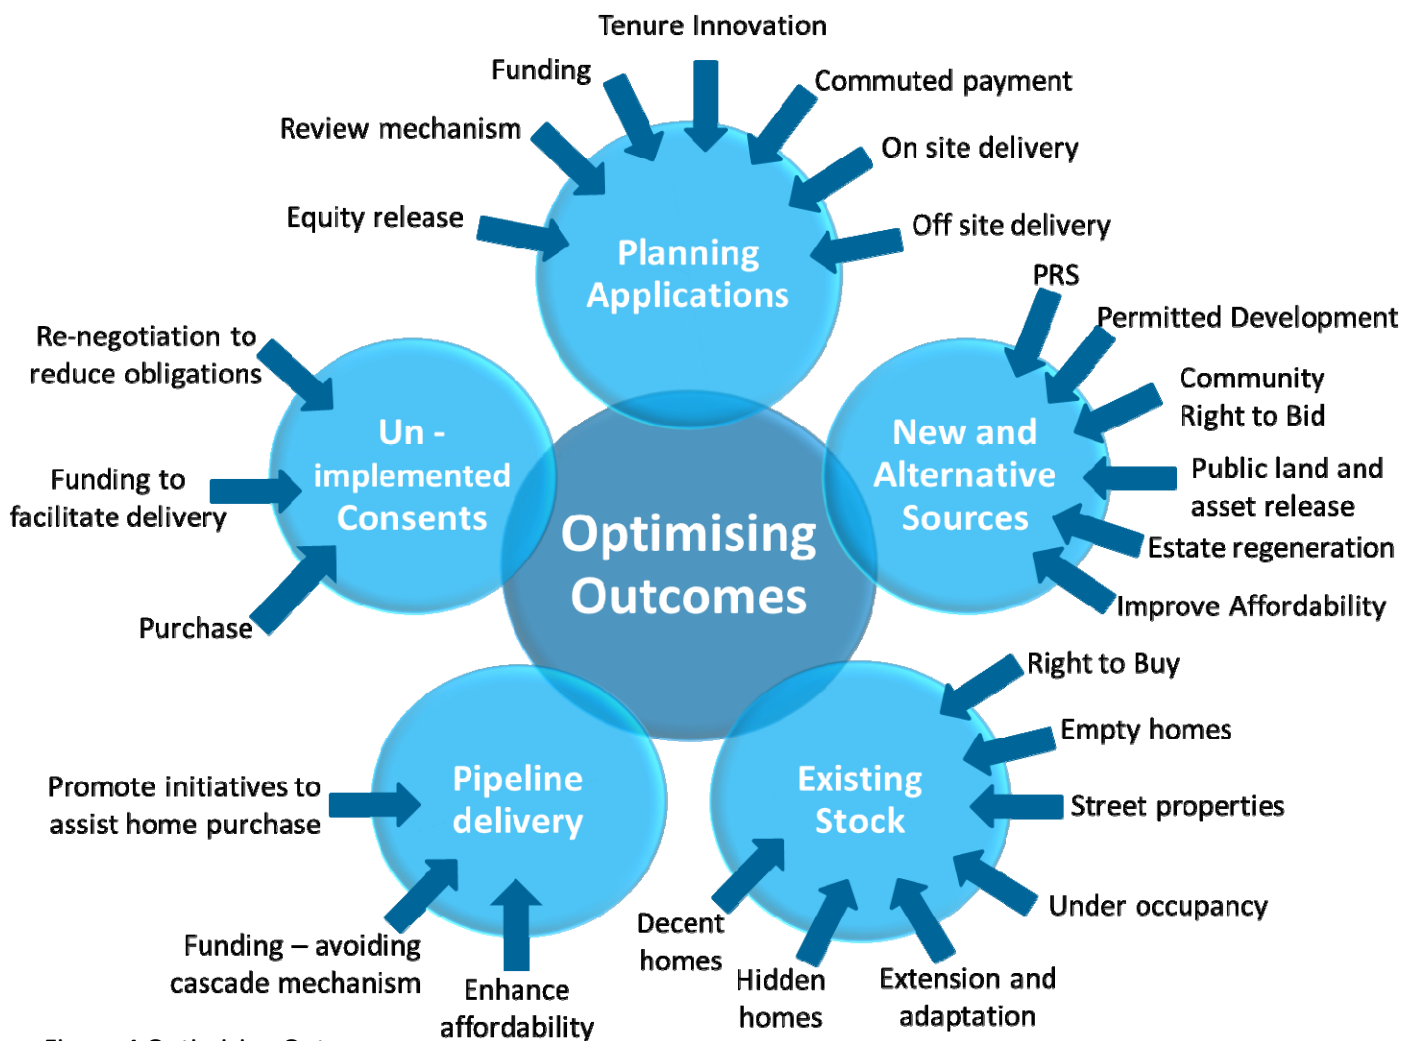 Tenure Innovation
Funding
Commuted payment
Review mechanism
On site delivery
Equity release
Off site delivery
Planning
Applications
PRS
Permitted Development
Community
Right to Bid
Public land and
asset release
Estate regeneration
Improve Affordability
New and
Alternative
Sources
Re-negotiation to
reduce obligations
Funding to
facilitate delivery
Purchase
Un -
implemented
Consents
Optimising
Outcomes
Right to Buy
Empty homes
Street properties
Under occupancy
Extension and
adaptation
Hidden
homes
Decent
homes
Existing
Stock
Pipeline
delivery
Promote initiatives to
assist home purchase
Funding – avoiding
cascade mechanism
Enhance
affordability